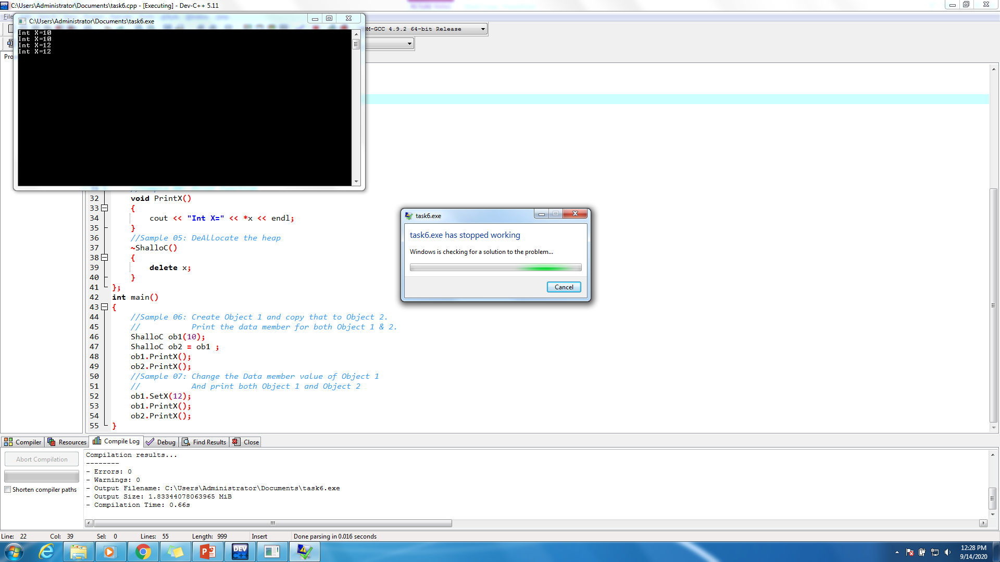 C:\Users\Administrator\Documents\task6.cpp - [Executing] - Dev-C++ 5.11
File
C:\Users\Administrator\Documents\task6.exe
Int X=10
Int X=10
Int X=12
Int X=12
DM-GCC 4.9.2 64-bit Release
Pro
32 void PrintX()
33 {
34 cout << "Int X=" << *x << endl;
35 }
36 //Sample 05: DeAllocate the heap
37 ~ShalloC()
38 {
39 delete x;
40 }
41 };
42 int main()
43 {
44 //Sample 06: Create Object 1 and copy that to Object 2.
45 // Print the data member for both Object 1 & 2.
46 ShalloC ob1(10);
47 ShalloC ob2 = ob1 ;
48 ob1.PrintX();
49 ob2.PrintX();
50 //Sample 07: Change the Data member value of Object 1
51 // And print both Object 1 and Object 2
52 ob1.SetX(12);
53 ob1.PrintX();
54 ob2.PrintX();
55 }
task6.exe
task6.exe has stopped working
Windows is checking for a solution to the problem...
Cancel
Compiler Resources Compile Log Debug Find Results Close
Abort Compilation
Shorten compiler paths
Compilation results...
--------
- Errors: 0
- Warnings: 0
- Output Filename: C:\Users\Administrator\Documents\task6.exe
- Output Size: 1.83344078063965 MiB
- Compilation Time: 0.66s
Line: 22 Col: 39 Sel: 0 Lines: 55 Length: 999 Insert Done parsing in 0.016 seconds
DEV C++
12:28 PM
9/14/2020